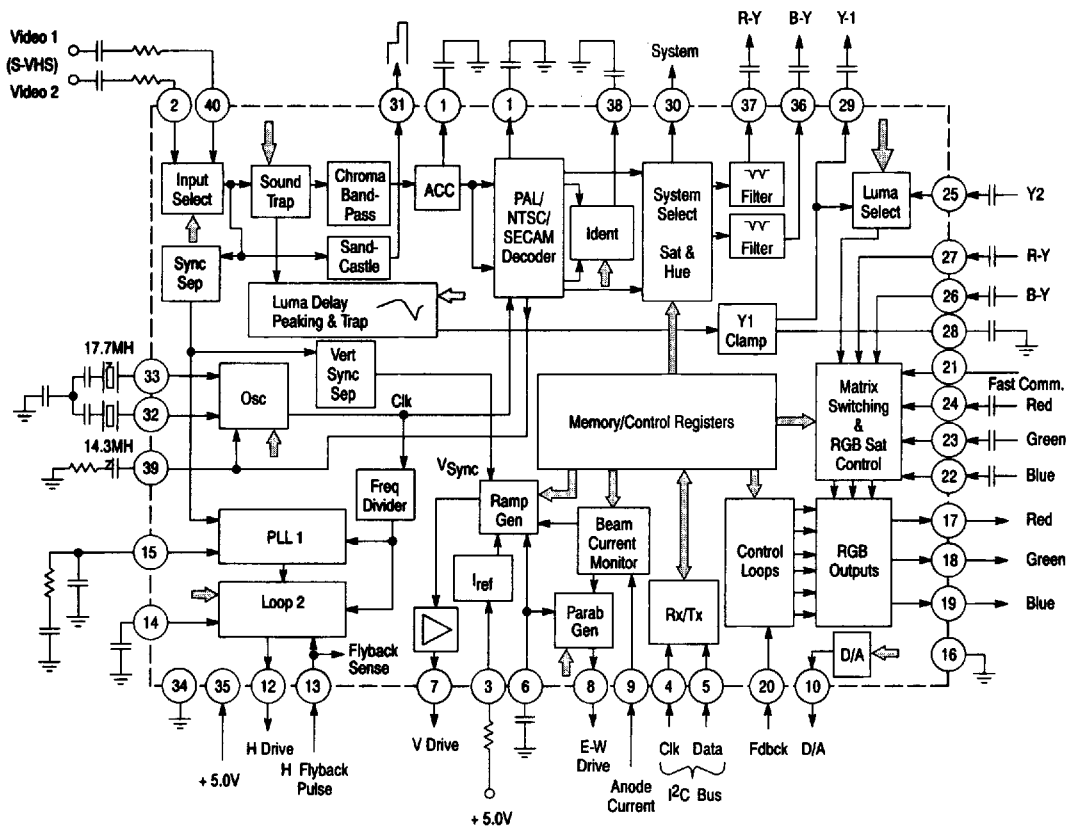 R-Y
B-Y
Y-1
Video 1
(S-VHS)
Video 2
System
2
40
31
1
1
38
30
37
36
29
Input
Select
Sound
Trap
Chroma
Band-
Pass
ACC
PAL/
NTSC/
SECAM
Decoder
Ident
System
Select
Sat &
Hue
Filter
Filter
Luma
Select
25
Y2
Sync
Sep
Sand-
Castle
27
R-Y
26
B-Y
Luma Delay
Peaking & Trap
Y1
Clamp
28
17.7MH
Z
33
Osc
Vert
Sync
Sep
Clk
32
14.3MH
Z
39
Memory/Control Registers
Matrix
Switching
&
RGB Sat
Control
21
Fast Comm.
24
Red
23
Green
22
Blue
VSync
Freq
Divider
Ramp
Gen
Beam
Current
Monitor
PLL 1
15
Iref
Control
Loops
RGB
Outputs
17
Red
18
Green
19
Blue
Loop 2
14
Parab
Gen
Rx/Tx
D/A
16
Flyback
Sense
34
35
12
13
7
3
6
8
9
4
5
20
10
H Drive
V Drive
E-W
Drive
Clk
Data
Fdbck
D/A
+ 5.0V
H Flyback
Pulse
Anode
Current
I2C Bus
+ 5.0V